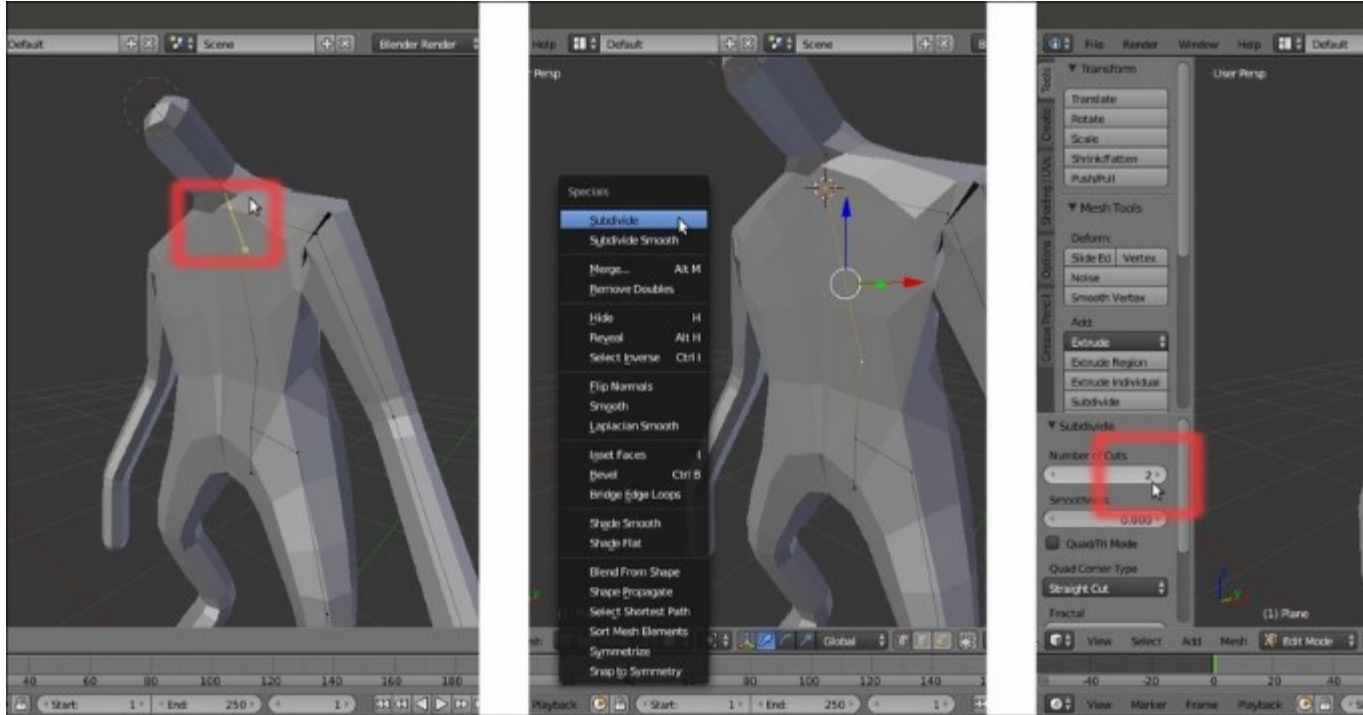 Default Scene Blender Render
40 60 80 100 120 140 160 180
Start: 1 End: 250 1
Help Default Scene
Persp
Specials
Subdivide
Subdivide Smooth
Merge... Alt M
Remove Doubles
Hide H
Reveal Alt H
Select Inverse Ctrl I
Flip Normals
Smooth
Laplacian Smooth
Inset Faces I
Bevel Ctrl B
Bridge Edge Loops
Shade Smooth
Shade Flat
Blend From Shape
Shape Propagate
Select Shortest Path
Sort Mesh Elements
Symmetrize
Snap to Symmetry
Global
80 100 120 140
Playback Start: 1 End: 250 1
File Render Window Help Default
User Persp
Tools
Create
Shading / UVs
Options
Grease Pencil
Transform
Translate
Rotate
Scale
Shrink/Fatten
Push/Pull
Mesh Tools
Deform:
Slide Ed Vertex
Noise
Smooth Vertex
Add:
Extrude
Extrude Region
Extrude Individual
Subdivide
Subdivide
Number of Cuts
2
Smoothness
0.000
Quad/Tri Mode
Quad Corner Type
Straight Cut
Fractal
(1) Plane
View Select Add Mesh Edit Mode
-40 -20 0 20 40
View Marker Frame Playback